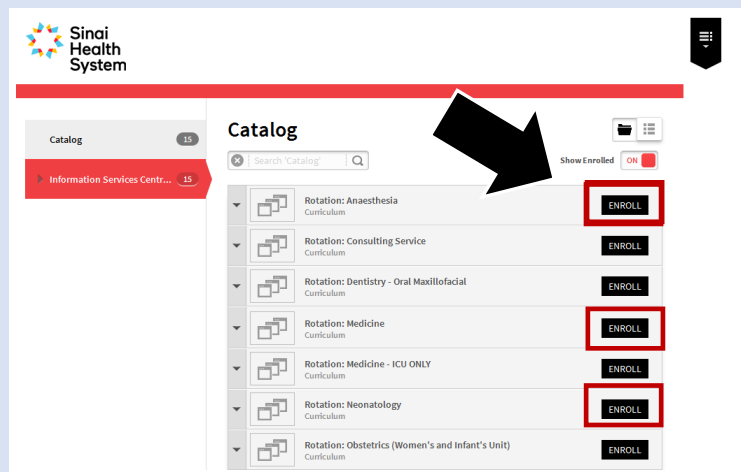 Sinai
Health
System
Catalog 15
Information Services Centr... 15
Catalog
Search 'Catalog'
Show Enrolled ON
Rotation: Anaesthesia
Curriculum
ENROLL
Rotation: Consulting Service
Curriculum
ENROLL
Rotation: Dentistry - Oral Maxillofacial
Curriculum
ENROLL
Rotation: Medicine
Curriculum
ENROLL
Rotation: Medicine - ICU ONLY
Curriculum
ENROLL
Rotation: Neonatology
Curriculum
ENROLL
Rotation: Obstetrics (Women's and Infant's Unit)
Curriculum
ENROLL